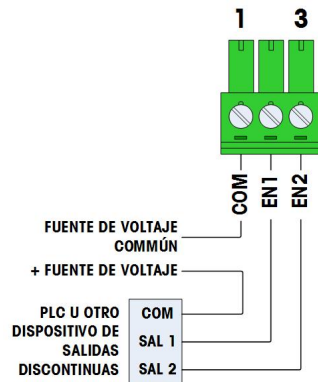 1 3
COM
EN1
EN2
FUENTE DE VOLTAJE
COMMÚN
+ FUENTE DE VOLTAJE
PLC U OTRO
DISPOSITIVO DE
SALIDAS
DISCONTINUAS
COM
SAL 1
SAL 2